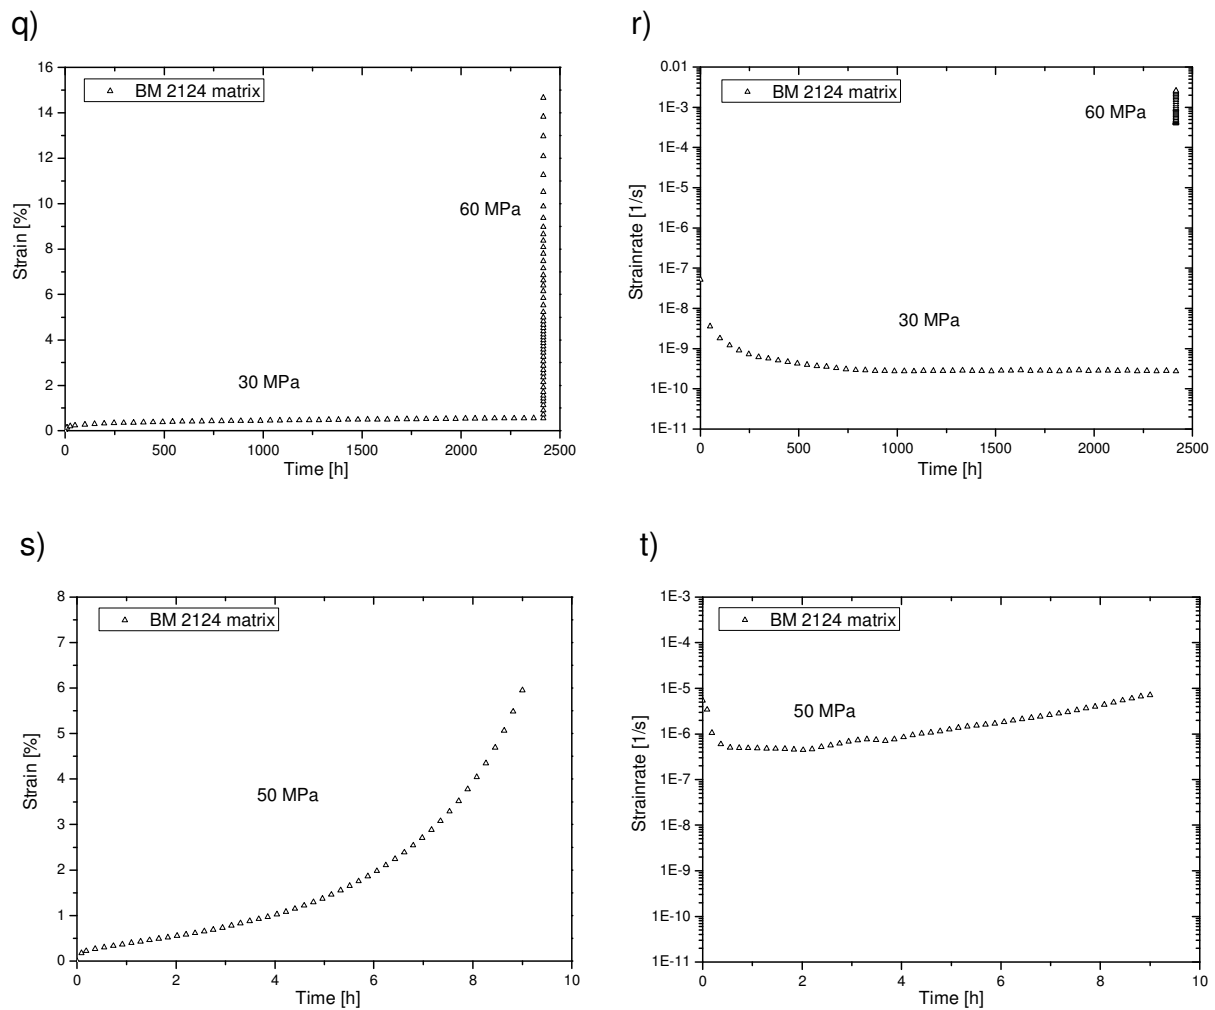 q)
BM 2124 matrix
16
14
12
10
8
6
4
2
0
Strain [%]
60 MPa
30 MPa
0 500 1000 1500 2000 2500
Time [h]
r)
BM 2124 matrix
0.01
1E-3
1E-4
1E-5
1E-6
1E-7
1E-8
1E-9
1E-10
1E-11
Strainrate [1/s]
60 MPa
30 MPa
0 500 1000 1500 2000 2500
Time [h]
s)
BM 2124 matrix
8
7
6
5
4
3
2
1
0
Strain [%]
50 MPa
0 2 4 6 8 10
Time [h]
t)
BM 2124 matrix
1E-3
1E-4
1E-5
1E-6
1E-7
1E-8
1E-9
1E-10
1E-11
Strainrate [1/s]
50 MPa
0 2 4 6 8 10
Time [h]